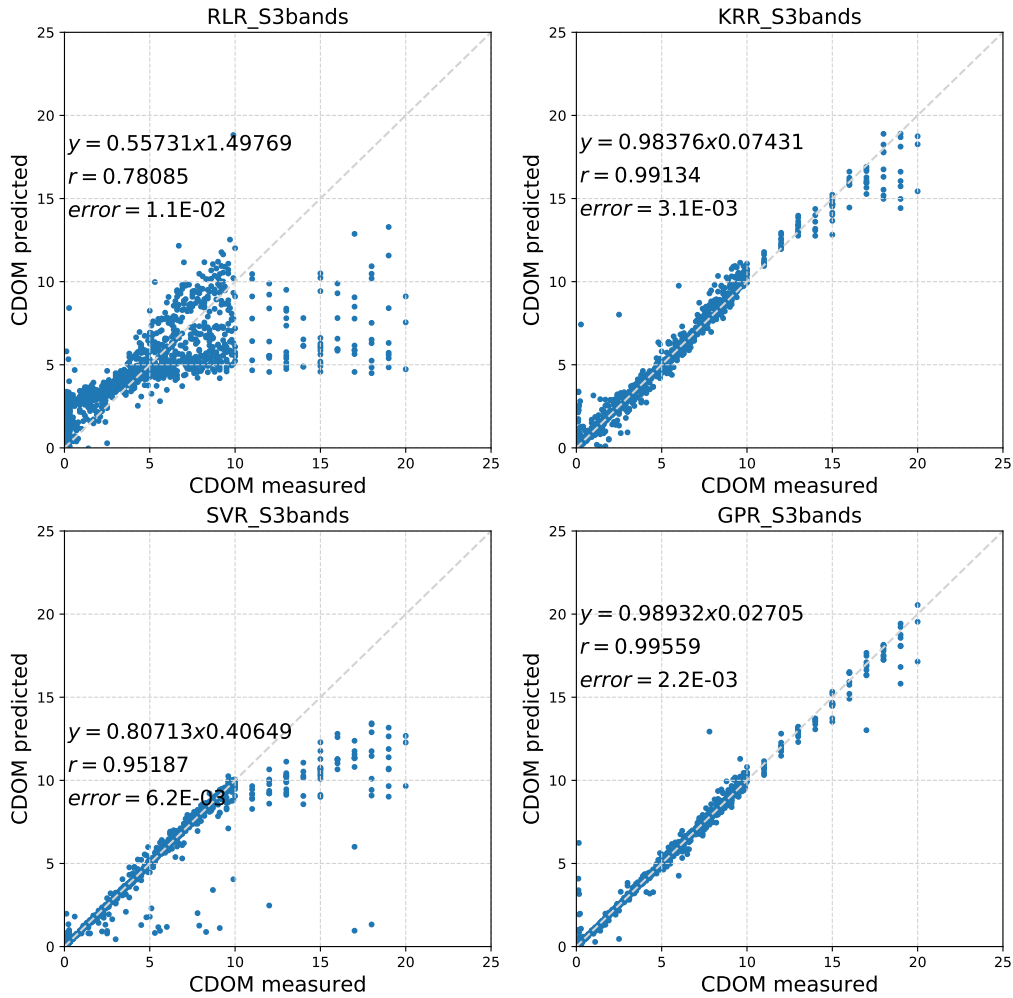 RLR_S3bands
25
20
15
10
5
0
y = 0.55731x1.49769
r = 0.78085
error = 1.1E-02
CDOM predicted
0 5 10 15 20 25
CDOM measured
KRR_S3bands
25
20
15
10
5
0
y = 0.98376x0.07431
r = 0.99134
error = 3.1E-03
CDOM predicted
0 5 10 15 20 25
CDOM measured
SVR_S3bands
25
20
15
10
5
0
y = 0.80713x0.40649
r = 0.95187
error = 6.2E-03
CDOM predicted
0 5 10 15 20 25
CDOM measured
GPR_S3bands
25
20
15
10
5
0
y = 0.98932x0.02705
r = 0.99559
error = 2.2E-03
CDOM predicted
0 5 10 15 20 25
CDOM measured